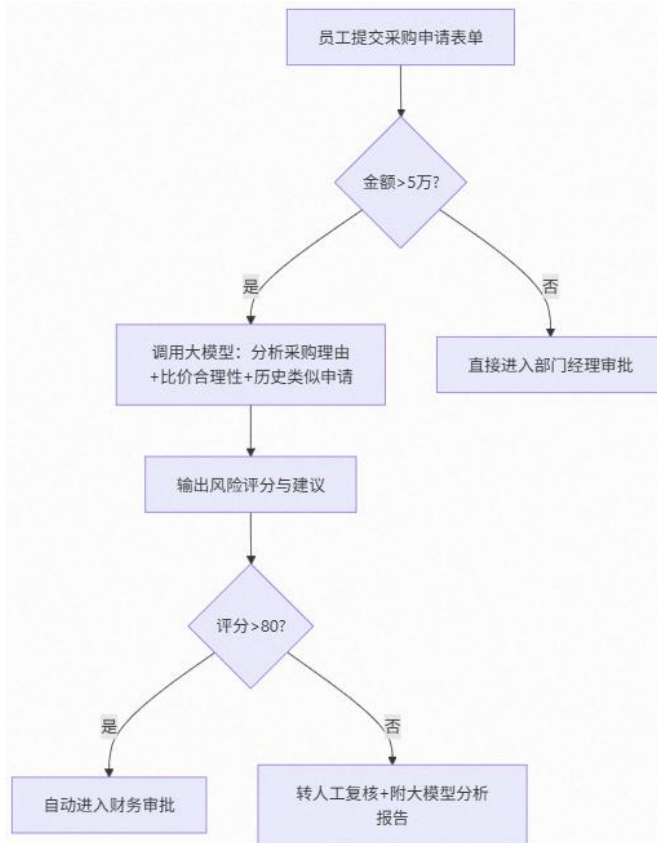 员工提交采购申请表单
金额>5万?
是
否
调用大模型：分析采购理由
+比价合理性+历史类似申请
直接进入部门经理审批
输出风险评分与建议
评分>80?
是
否
自动进入财务审批
转人工复核+附大模型分析
报告